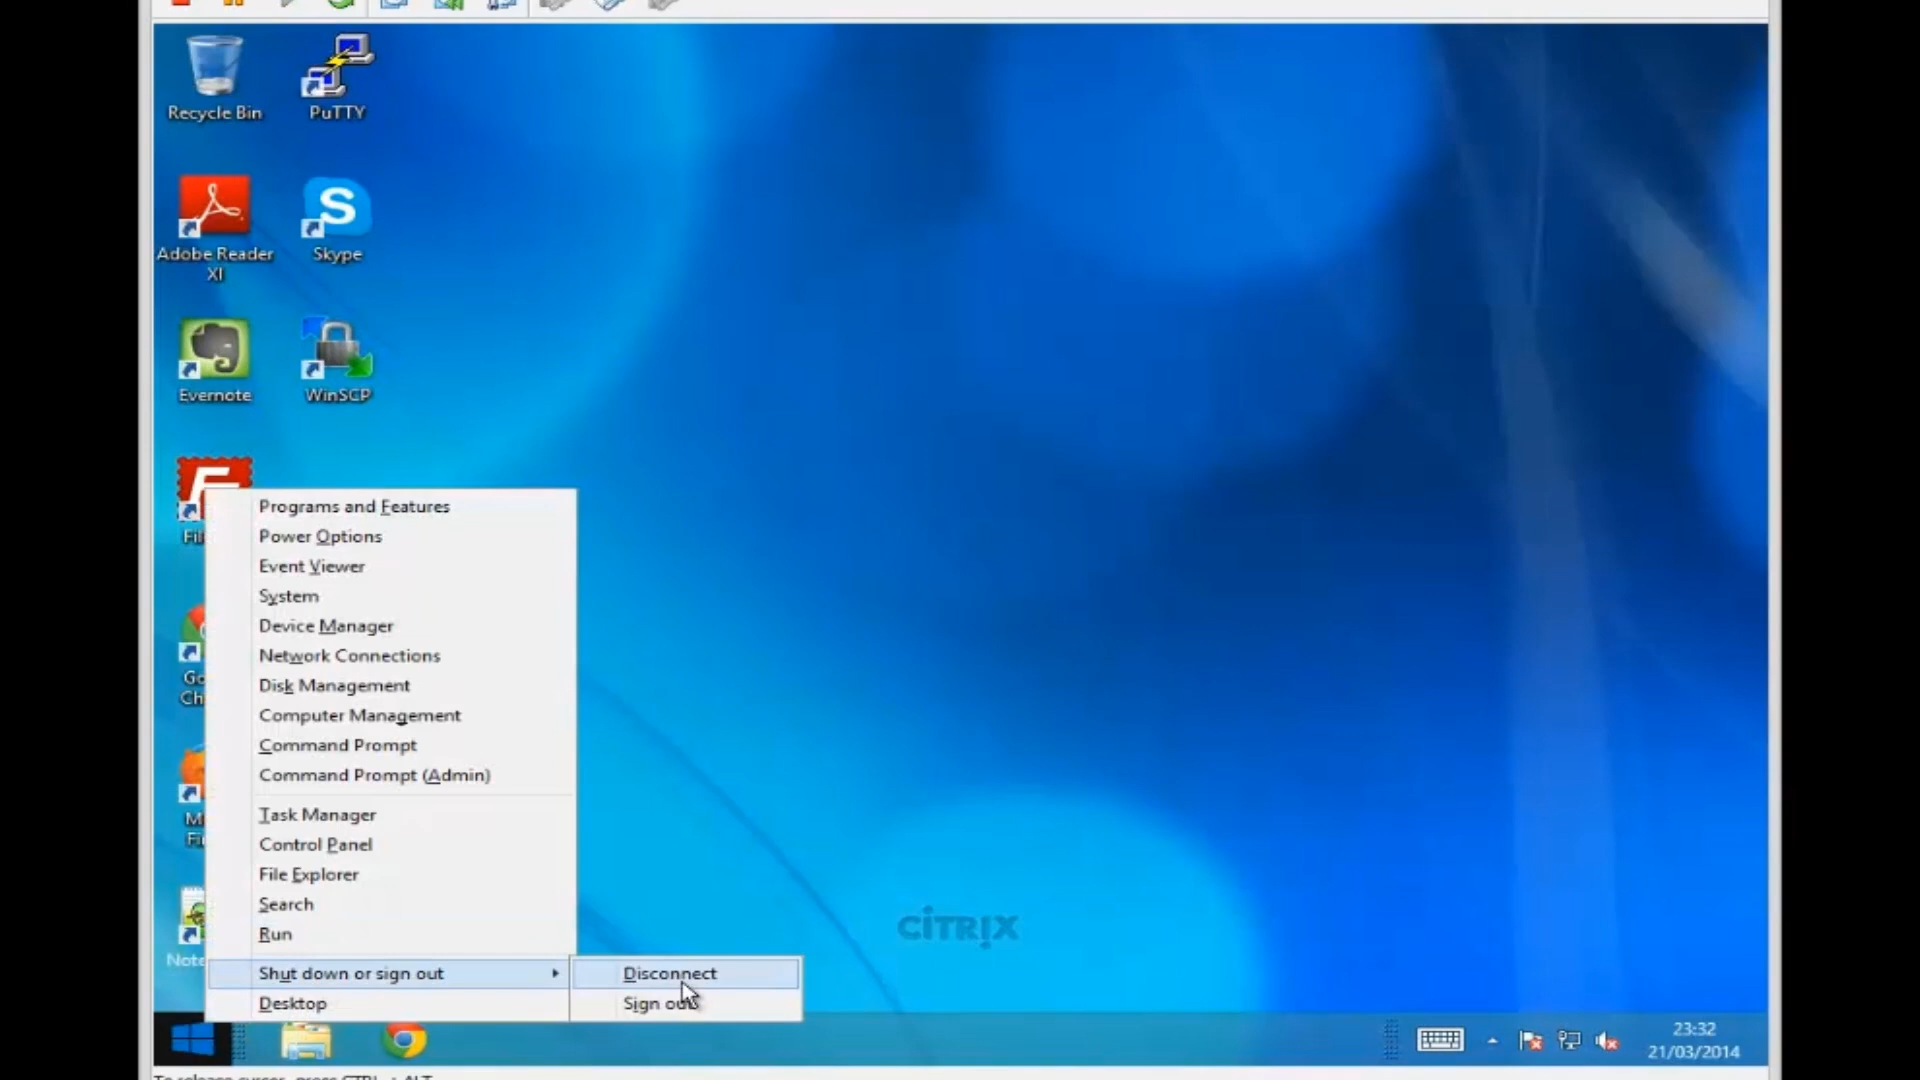 Recycle Bin
PuTTY
Adobe Reader
XI
Skype
Evernote
WinSCP
Programs and Features
Power Options
Event Viewer
System
Device Manager
Network Connections
Disk Management
Computer Management
Command Prompt
Command Prompt (Admin)
Task Manager
Control Panel
File Explorer
Search
Run
Shut down or sign out
Disconnect
Desktop
Sign out
CITRIX
23:32
21/03/2014